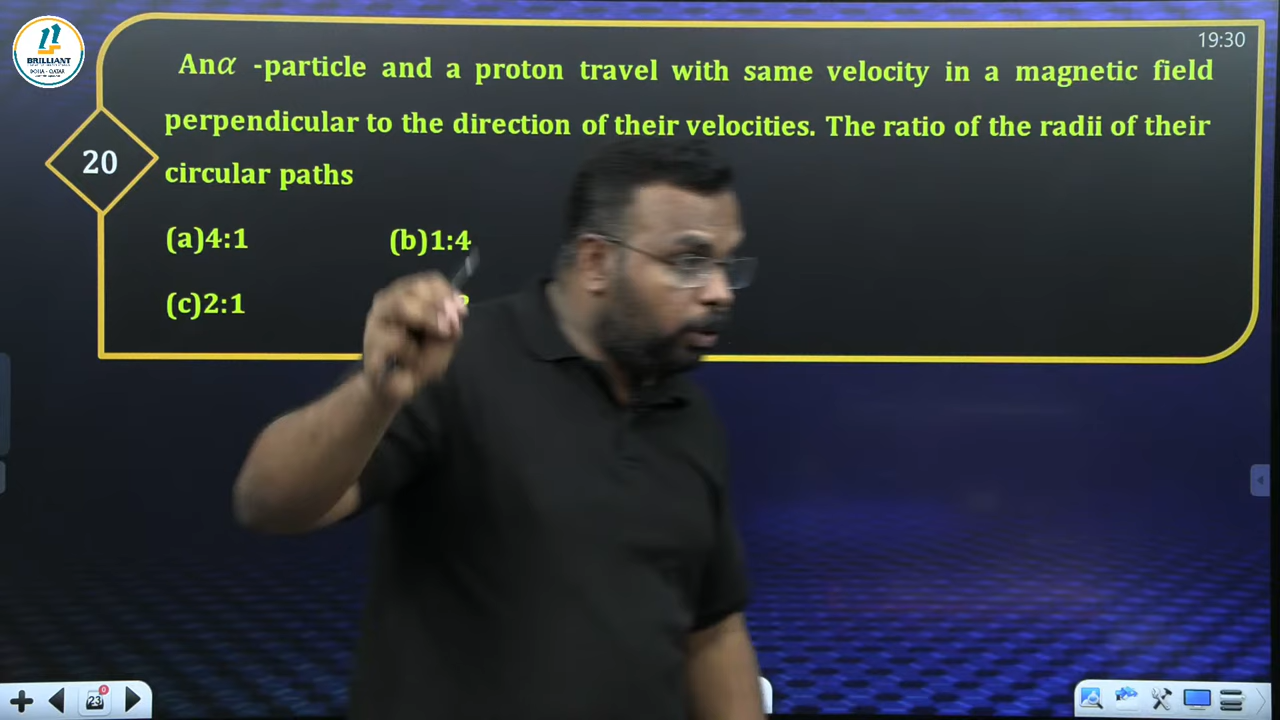 BRILLIANT
DOHA - QATAR
19:30
An α -particle and a proton travel with same velocity in a magnetic field
perpendicular to the direction of their velocities. The ratio of the radii of their
circular paths
20
(a)4:1 (b)1:4
(c)2:1
23
0